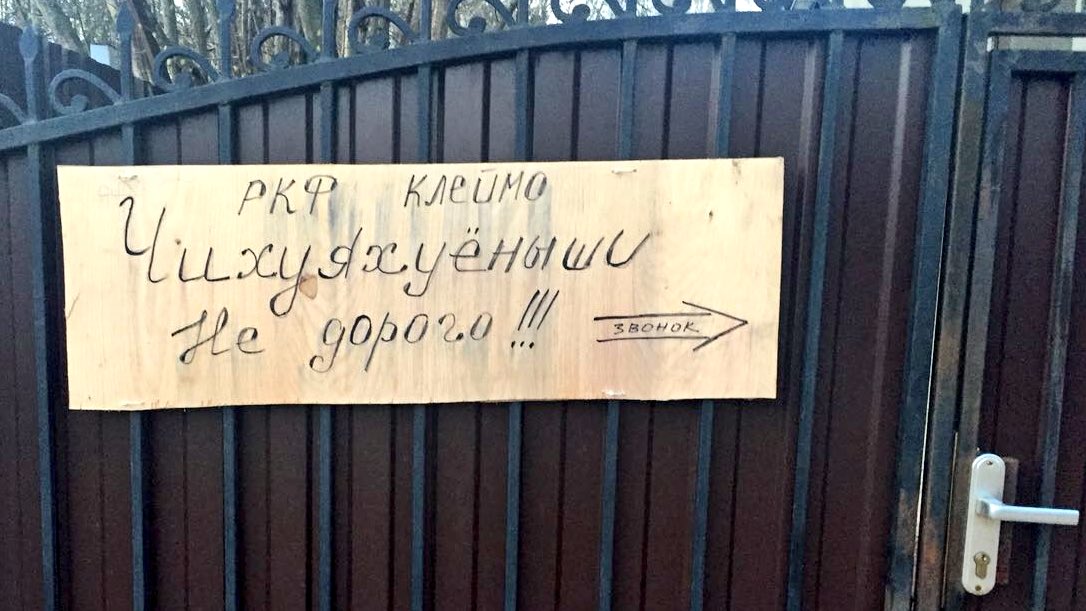 РКФ клеймо
Чихуяхуёныши
Не дорого!!!
звонок